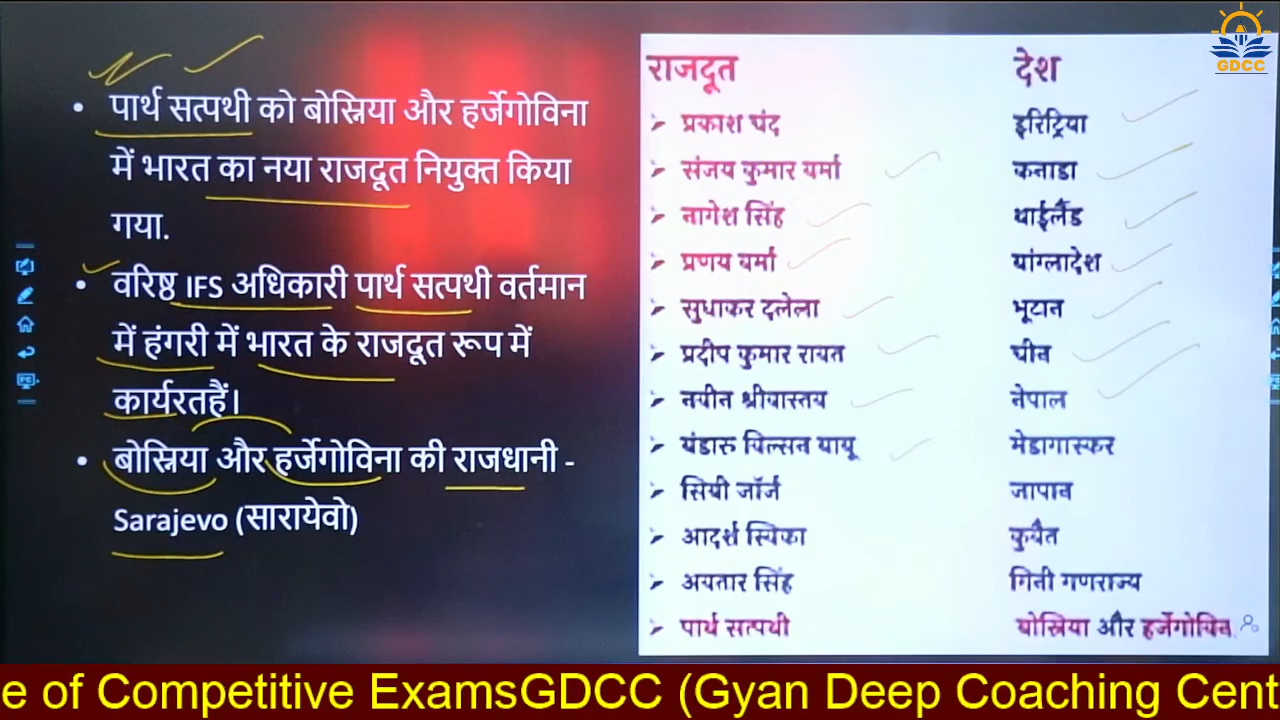 GDCC
पार्थ सत्पथी को बोस्निया और हर्जेगोविना
में भारत का नया राजदूत नियुक्त किया
गया.
वरिष्ठ IFS अधिकारी पार्थ सत्पथी वर्तमान
में हंगरी में भारत के राजदूत रूप में
कार्यरतहैं।
बोस्निया और हर्जेगोविना की राजधानी -
Sarajevo (सारायेवो)
राजदूत देश
प्रकाश चंद इरिट्रिया
संजय कुमार वर्मा कनाडा
नागेश सिंह थाईलैंड
प्रणय वर्मा बांग्लादेश
सुधाकर दलेला भूटान
प्रदीप कुमार रावत चीन
नवीन श्रीवास्तव नेपाल
बंडारु विल्सन बाबू मेडागास्कर
सिबी जॉर्ज जापान
आदर्श स्विका कुवैत
अवतार सिंह गिनी गणराज्य
पार्थ सत्पथी बोस्निया और हर्जेगोविन
e of Competitive ExamsGDCC (Gyan Deep Coaching Cent